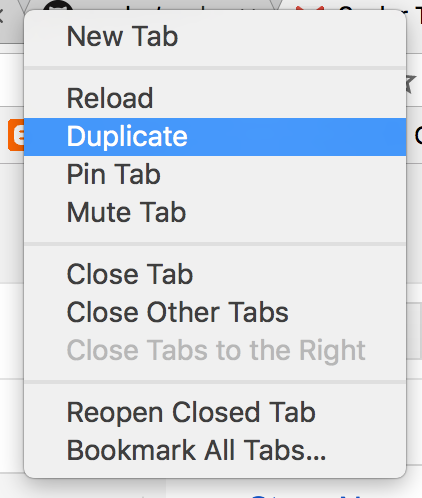 New Tab
Reload
Duplicate
Pin Tab
Mute Tab
Close Tab
Close Other Tabs
Close Tabs to the Right
Reopen Closed Tab
Bookmark All Tabs...